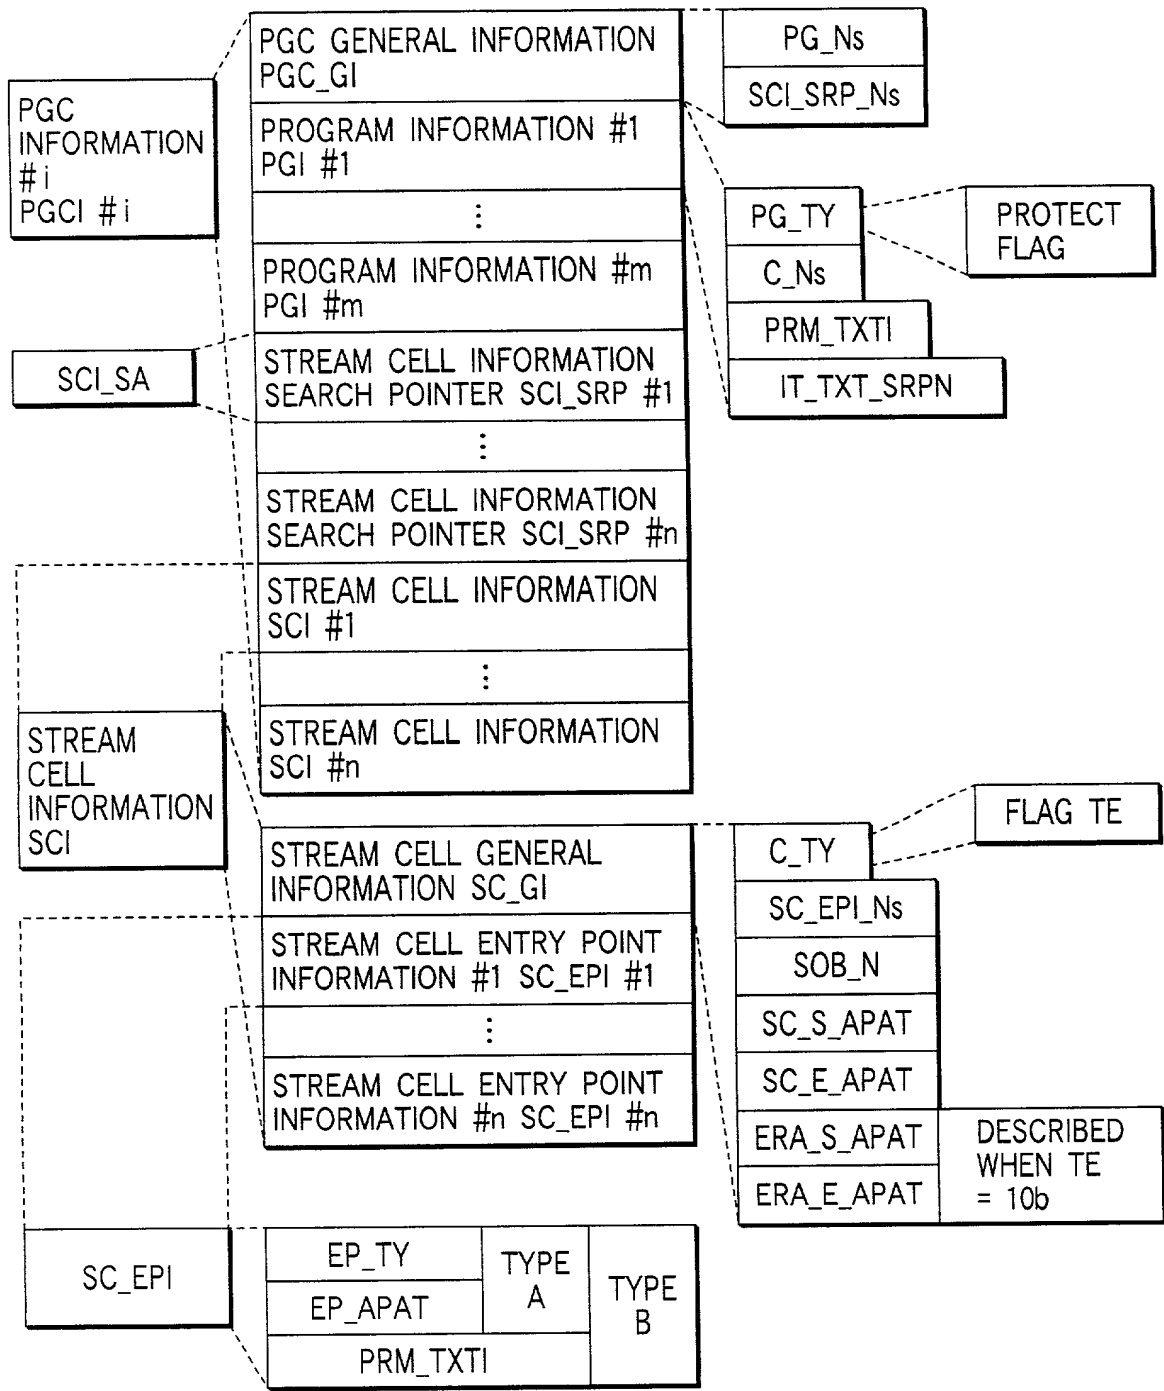 PGC
INFORMATION
#i
PGCI #i
PGC GENERAL INFORMATION
PGC_GI
PROGRAM INFORMATION #1
PGI #1
⋮
PROGRAM INFORMATION #m
PGI #m
STREAM CELL INFORMATION
SEARCH POINTER SCI_SRP #1
⋮
STREAM CELL INFORMATION
SEARCH POINTER SCI_SRP #n
STREAM CELL INFORMATION
SCI #1
⋮
STREAM CELL INFORMATION
SCI #n
PG_Ns
SCI_SRP_Ns
PG_TY
C_Ns
PRM_TXTI
IT_TXT_SRPN
PROTECT
FLAG
SCI_SA
STREAM
CELL
INFORMATION
SCI
STREAM CELL GENERAL
INFORMATION SC_GI
STREAM CELL ENTRY POINT
INFORMATION #1 SC_EPI #1
⋮
STREAM CELL ENTRY POINT
INFORMATION #n SC_EPI #n
C_TY
SC_EPI_Ns
SOB_N
SC_S_APAT
SC_E_APAT
ERA_S_APAT
ERA_E_APAT
FLAG TE
DESCRIBED
WHEN TE
= 10b
SC_EPI
EP_TY
EP_APAT
PRM_TXTI
TYPE
A
TYPE
B